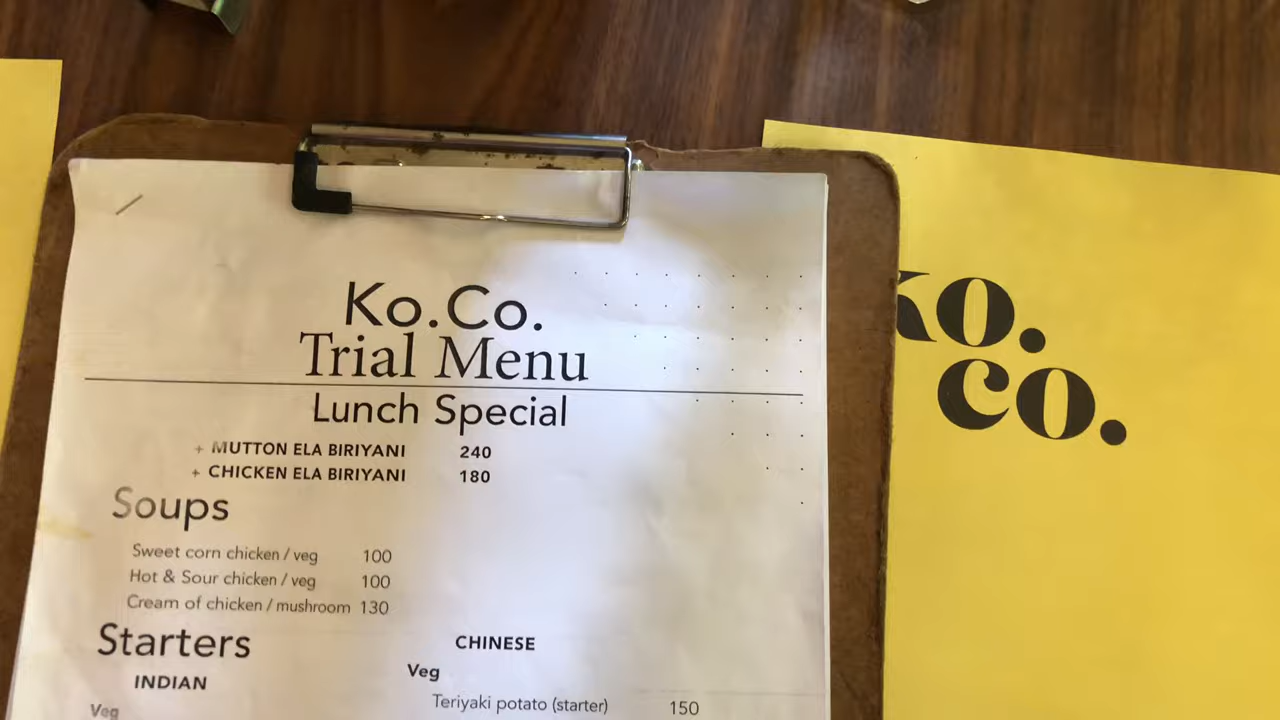 Ko.Co.
Trial Menu
Lunch Special
+ MUTTON ELA BIRIYANI 240
+ CHICKEN ELA BIRIYANI 180
Soups
Sweet corn chicken / veg 100
Hot & Sour chicken / veg 100
Cream of chicken / mushroom 130
Starters
INDIAN
Veg
CHINESE
Veg
Teriyaki potato (starter) 150
KO.
CO.